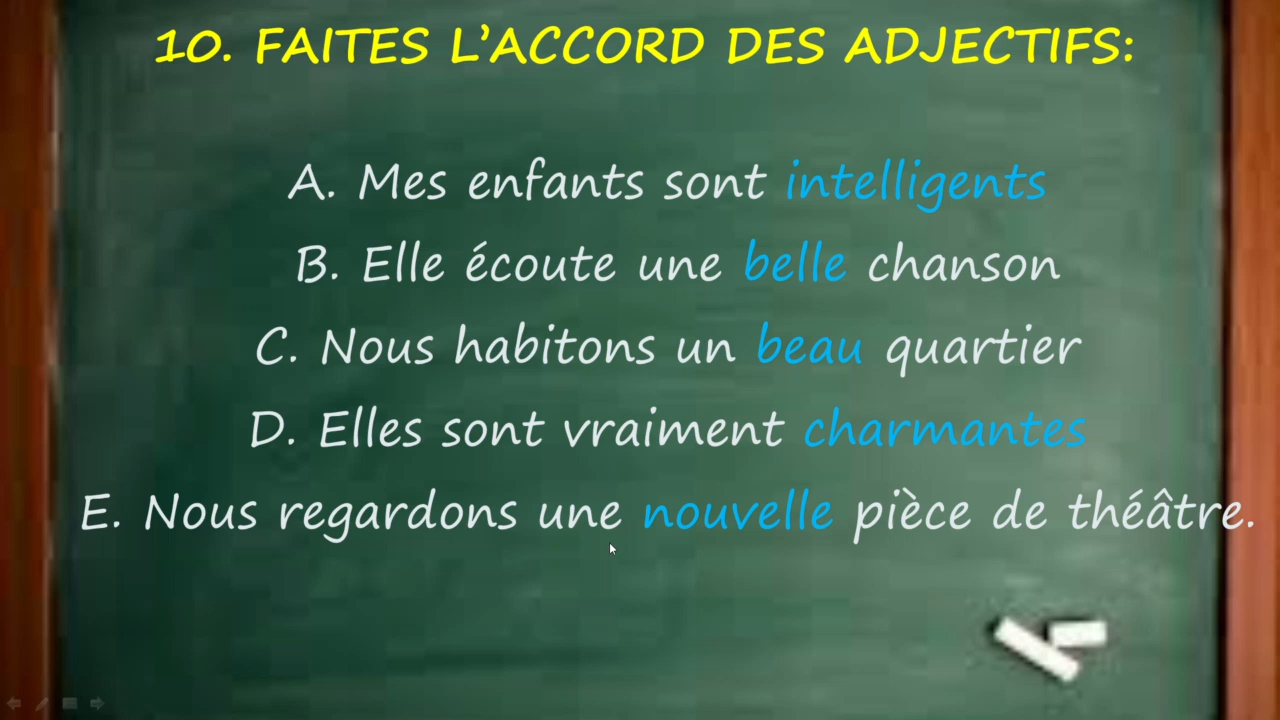 10. FAITES L’ACCORD DES ADJECTIFS:
A. Mes enfants sont intelligents
B. Elle écoute une belle chanson
C. Nous habitons un beau quartier
D. Elles sont vraiment charmantes
E. Nous regardons une nouvelle pièce de théâtre.